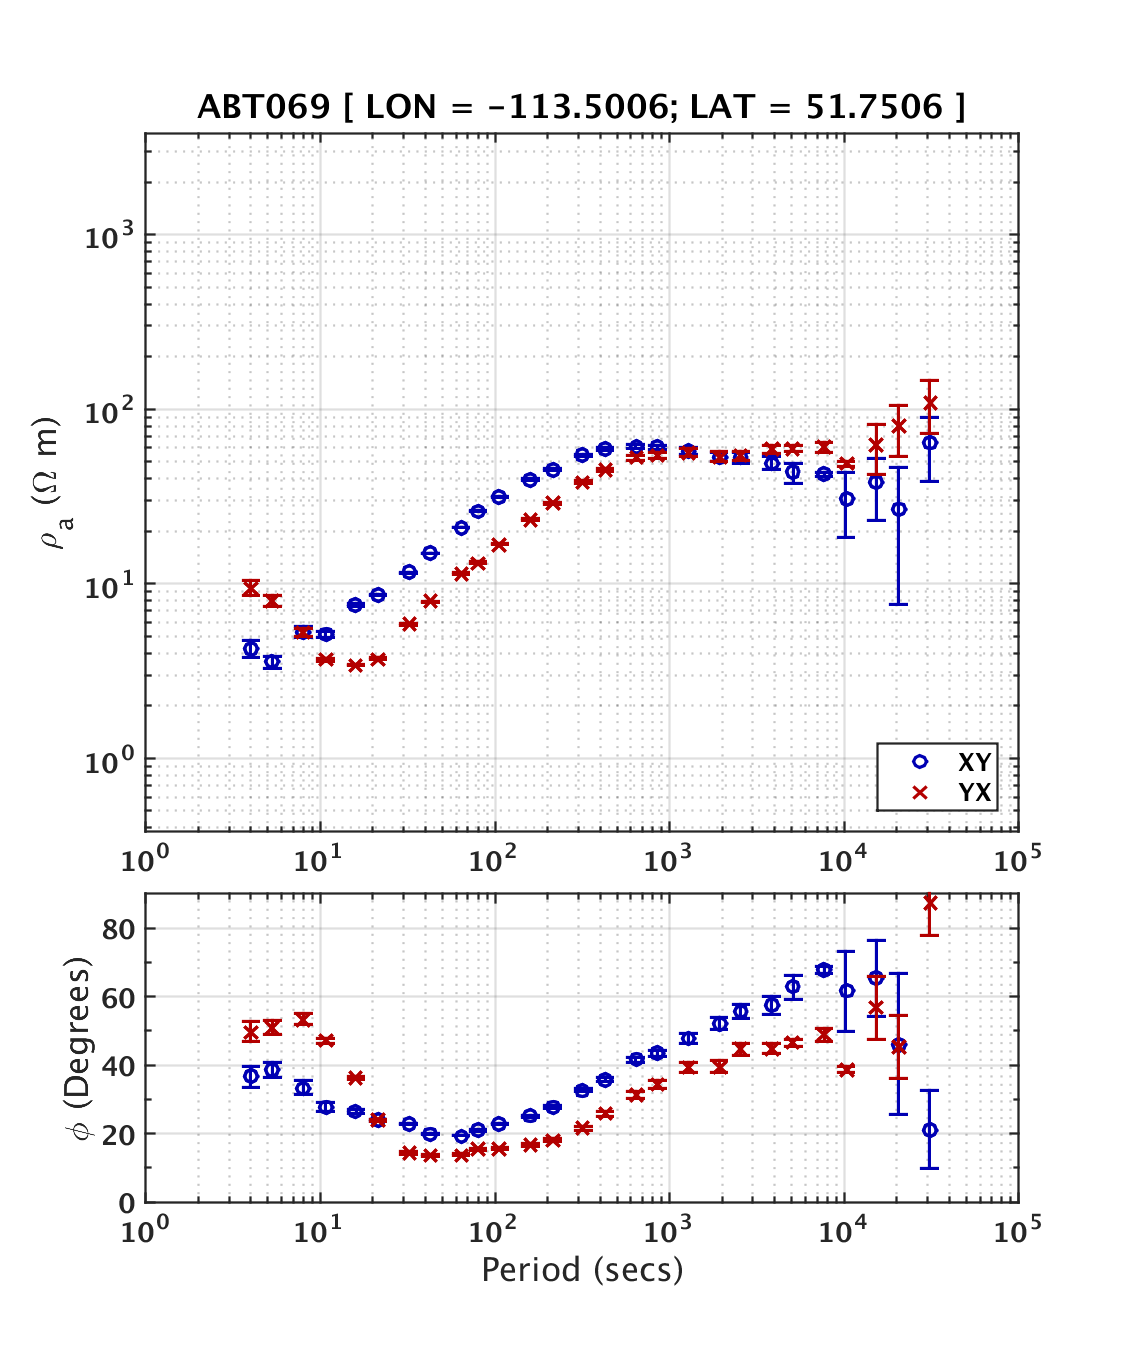 ABT069 [ LON = -113.5006; LAT = 51.7506 ]
ρa (Ω m)
10³
10²
10¹
10⁰
XY
YX
10⁰ 10¹ 10² 10³ 10⁴ 10⁵
ϕ (Degrees)
80
60
40
20
0
10⁰ 10¹ 10² 10³ 10⁴ 10⁵
Period (secs)